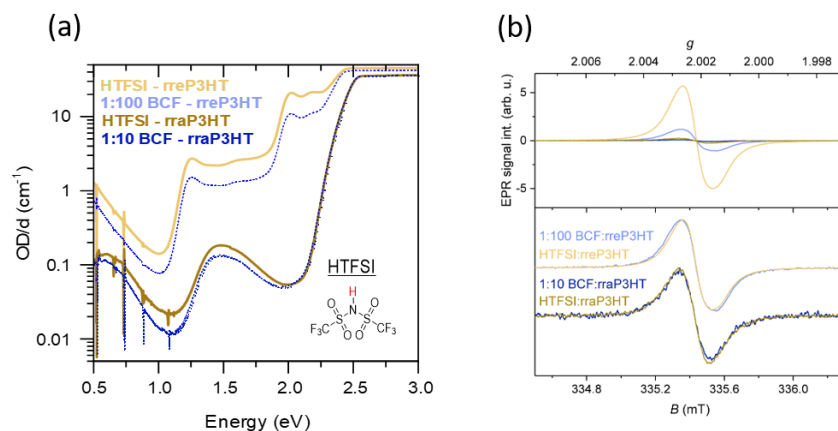 (a)
HTFSI - rreP3HT
1:100 BCF - rreP3HT
HTFSI - rraP3HT
1:10 BCF - rraP3HT
OD/d (cm⁻¹)
10
1
0.1
0.01
HTFSI
H
O O
N
S S
F₃C O O CF₃
0.5 1.0 1.5 2.0 2.5 3.0
Energy (eV)
(b)
g
2.006 2.004 2.002 2.000 1.998
EPR signal int. (arb. u.)
5
0
-5
1:100 BCF:rreP3HT
HTFSI:rreP3HT
1:10 BCF:rraP3HT
HTFSI:rraP3HT
334.8 335.2 335.6 336.0
B (mT)